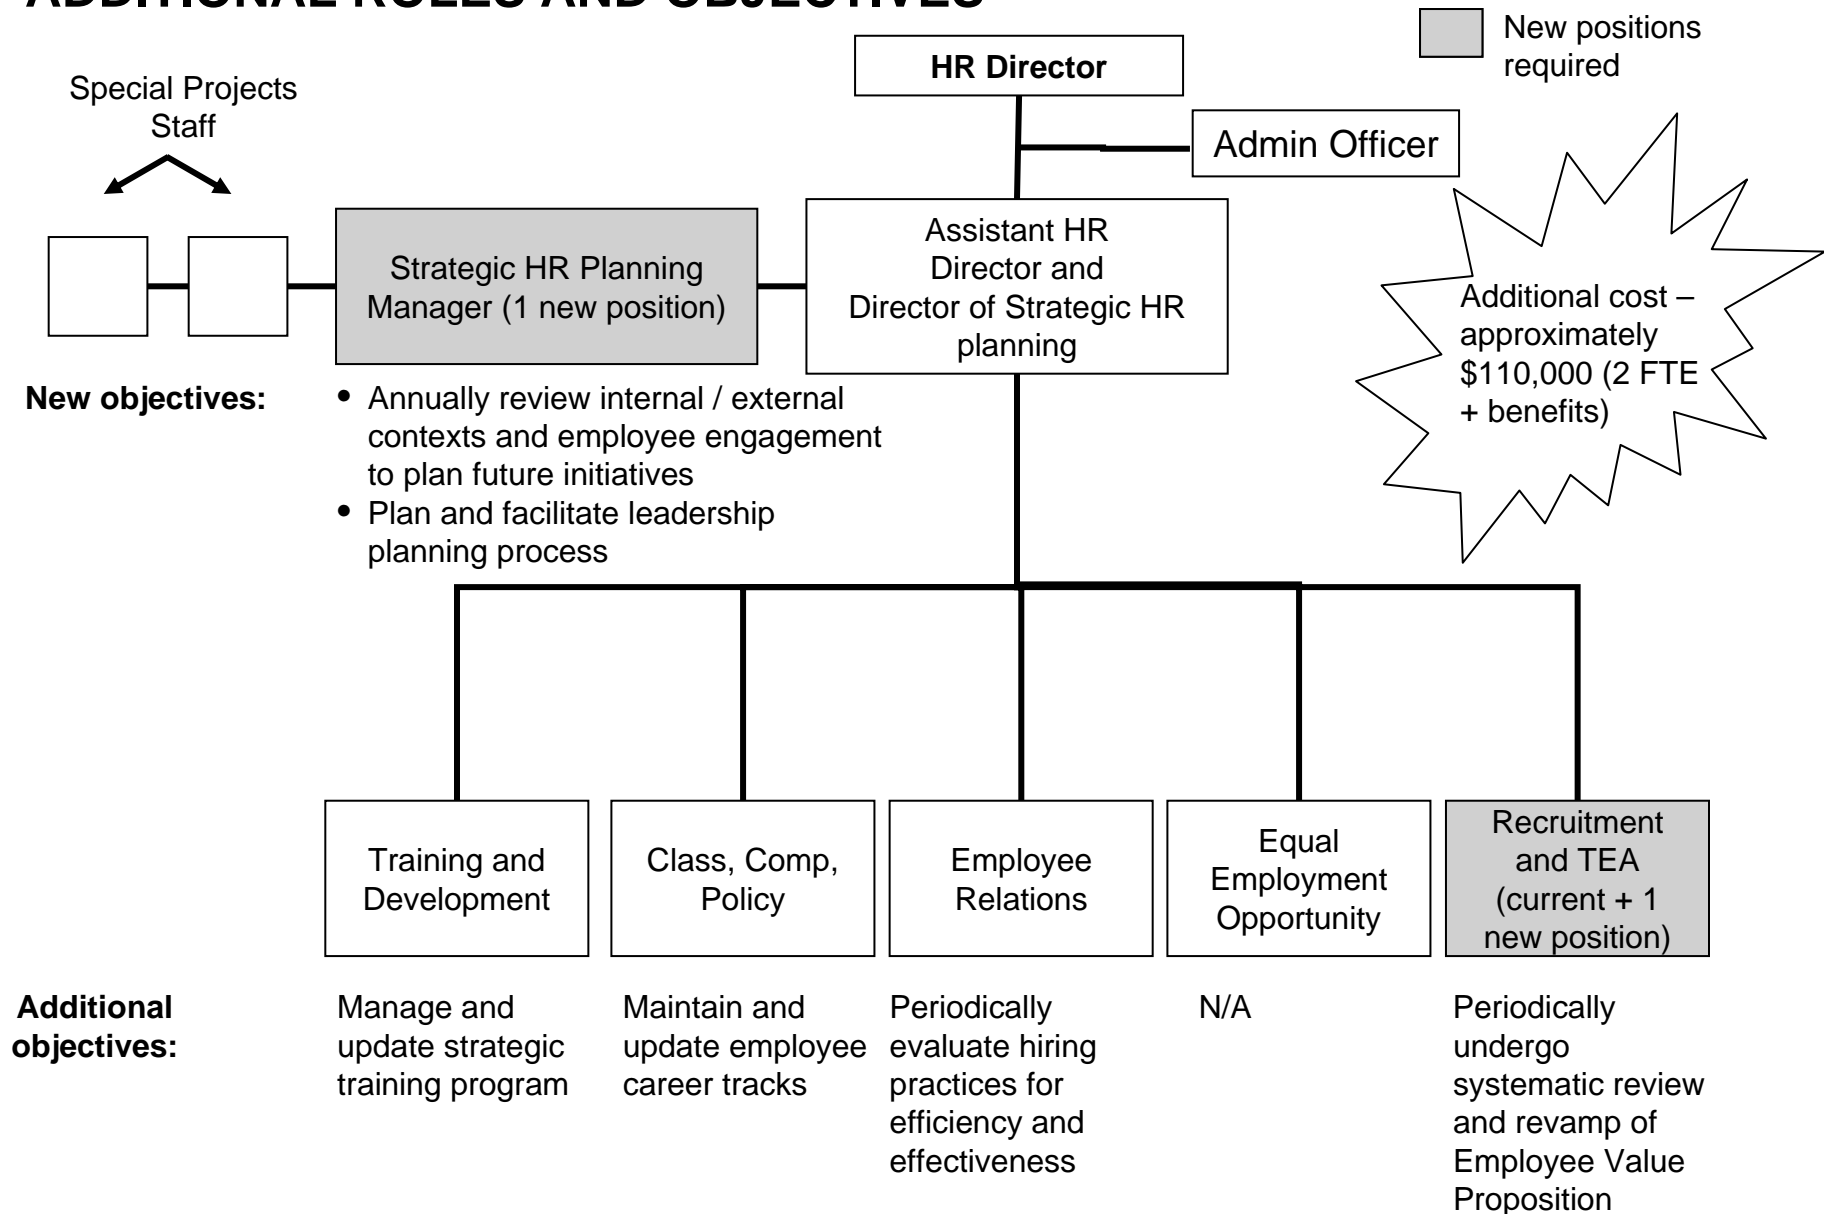 ADDITIONAL ROLES AND OBJECTIVES
New positions
required
HR Director
Special Projects
Staff
Admin Officer
Strategic HR Planning
Manager (1 new position)
Assistant HR
Director and
Director of Strategic HR
planning
Additional cost –
approximately
$110,000 (2 FTE
+ benefits)
New objectives:
• Annually review internal / external
contexts and employee engagement
to plan future initiatives
• Plan and facilitate leadership
planning process
Training and
Development
Class, Comp,
Policy
Employee
Relations
Equal
Employment
Opportunity
Recruitment
and TEA
(current + 1
new position)
Additional
objectives:
Manage and
update strategic
training program
Maintain and
update employee
career tracks
Periodically
evaluate hiring
practices for
efficiency and
effectiveness
N/A
Periodically
undergo
systematic review
and revamp of
Employee Value
Proposition